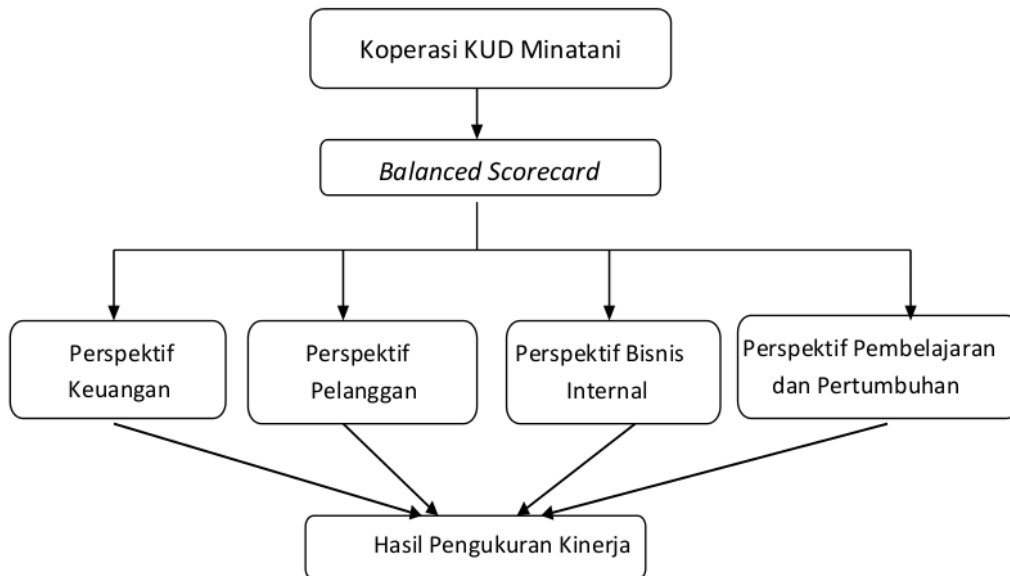 Koperasi KUD Minatani
Balanced Scorecard
Perspektif
Keuangan
Perspektif
Pelanggan
Perspektif Bisnis
Internal
Perspektif Pembelajaran
dan Pertumbuhan
Hasil Pengukuran Kinerja